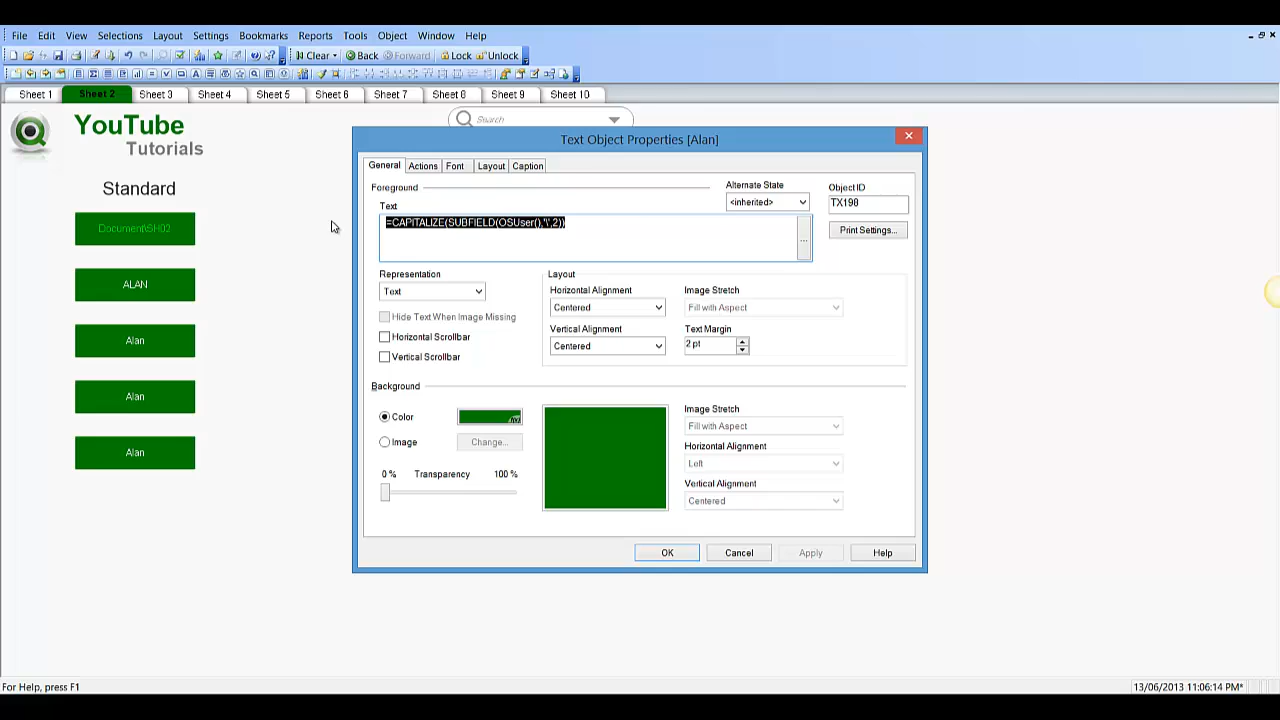 File Edit View Selections Layout Settings Bookmarks Reports Tools Object Window Help
Clear Back Forward Lock Unlock
Sheet 1 Sheet 2 Sheet 3 Sheet 4 Sheet 5 Sheet 6 Sheet 7 Sheet 8 Sheet 9 Sheet 10
YouTube
Tutorials
Search
Standard
Document\SH02
ALAN
Alan
Alan
Alan
Text Object Properties [Alan]
General Actions Font Layout Caption
Foreground
Alternate State
<inherited>
Object ID
TX190
Text
=CAPITALIZE(SUBFIELD(OSUser(),'\',2))
...
Print Settings...
Representation
Text
Hide Text When Image Missing
Horizontal Scrollbar
Vertical Scrollbar
Layout
Horizontal Alignment
Centered
Image Stretch
Fill with Aspect
Vertical Alignment
Centered
Text Margin
2 pt
Background
Color
Image
Change...
0 % Transparency 100 %
Image Stretch
Fill with Aspect
Horizontal Alignment
Left
Vertical Alignment
Centered
OK Cancel Apply Help
For Help, press F1
13/06/2013 11:06:14 PM*